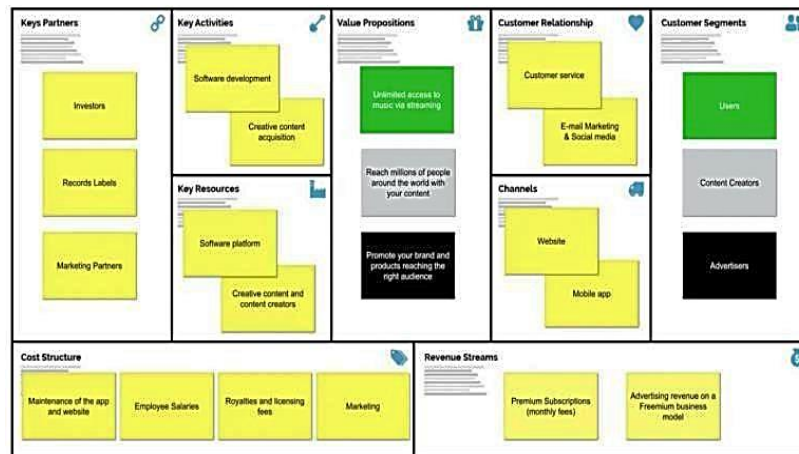 Keys Partners
Investors
Records Labels
Marketing Partners
Key Activities
Software development
Creative content
acquisition
Key Resources
Software platform
Creative content and
content creators
Value Propositions
Unlimited access to
music via streaming
Reach millions of people
around the world with
your content
Promote your brand and
products reaching the
right audience
Customer Relationship
Customer service
E-mail Marketing
& Social media
Channels
Website
Mobile app
Customer Segments
Users
Content Creators
Advertisers
Cost Structure
Maintenance of the app
and website
Employee Salaries
Royalties and licensing
fees
Marketing
Revenue Streams
Premium Subscriptions
(monthly fees)
Advertising revenue on a
Freemium business
model